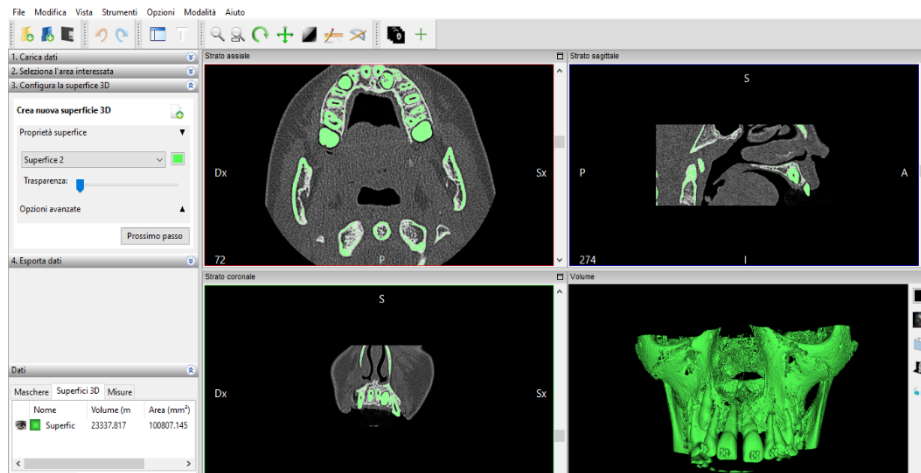 File Modifica Vista Strumenti Opzioni Modalità Aiuto
1. Carica dati
2. Seleziona l'area interessata
3. Configura la superficie 3D
Crea nuova superficie 3D
Proprietà superficie
Superfice 2
Trasparenza:
Opzioni avanzate
Prossimo passo
4. Esporta dati
Dati
Maschere Superfici 3D Misure
Nome Volume (m Area (mm²)
Superfic 23337.817 100807.145
Strato assiale
Dx
Sx
72
P
Strato sagittale
S
P
A
274
I
Strato coronale
S
Dx
Sx
Volume